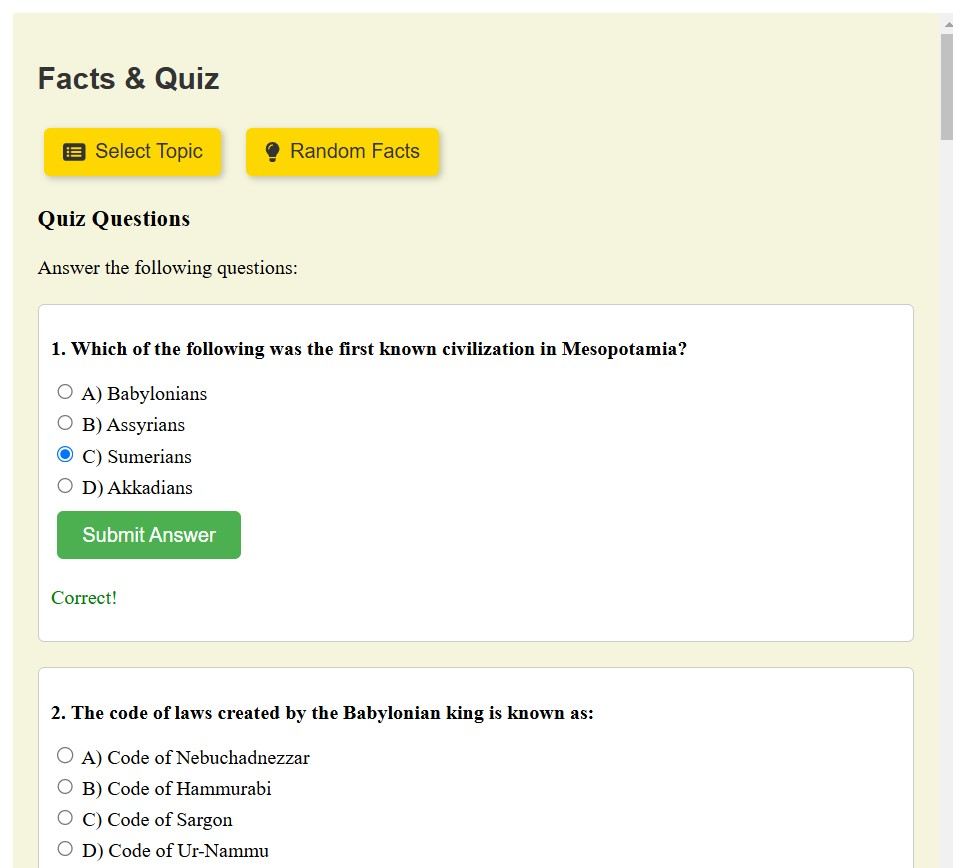 Facts & Quiz
Select Topic
Random Facts
Quiz Questions
Answer the following questions:
1. Which of the following was the first known civilization in Mesopotamia?
A) Babylonians
B) Assyrians
C) Sumerians
D) Akkadians
Submit Answer
Correct!
2. The code of laws created by the Babylonian king is known as:
A) Code of Nebuchadnezzar
B) Code of Hammurabi
C) Code of Sargon
D) Code of Ur-Nammu